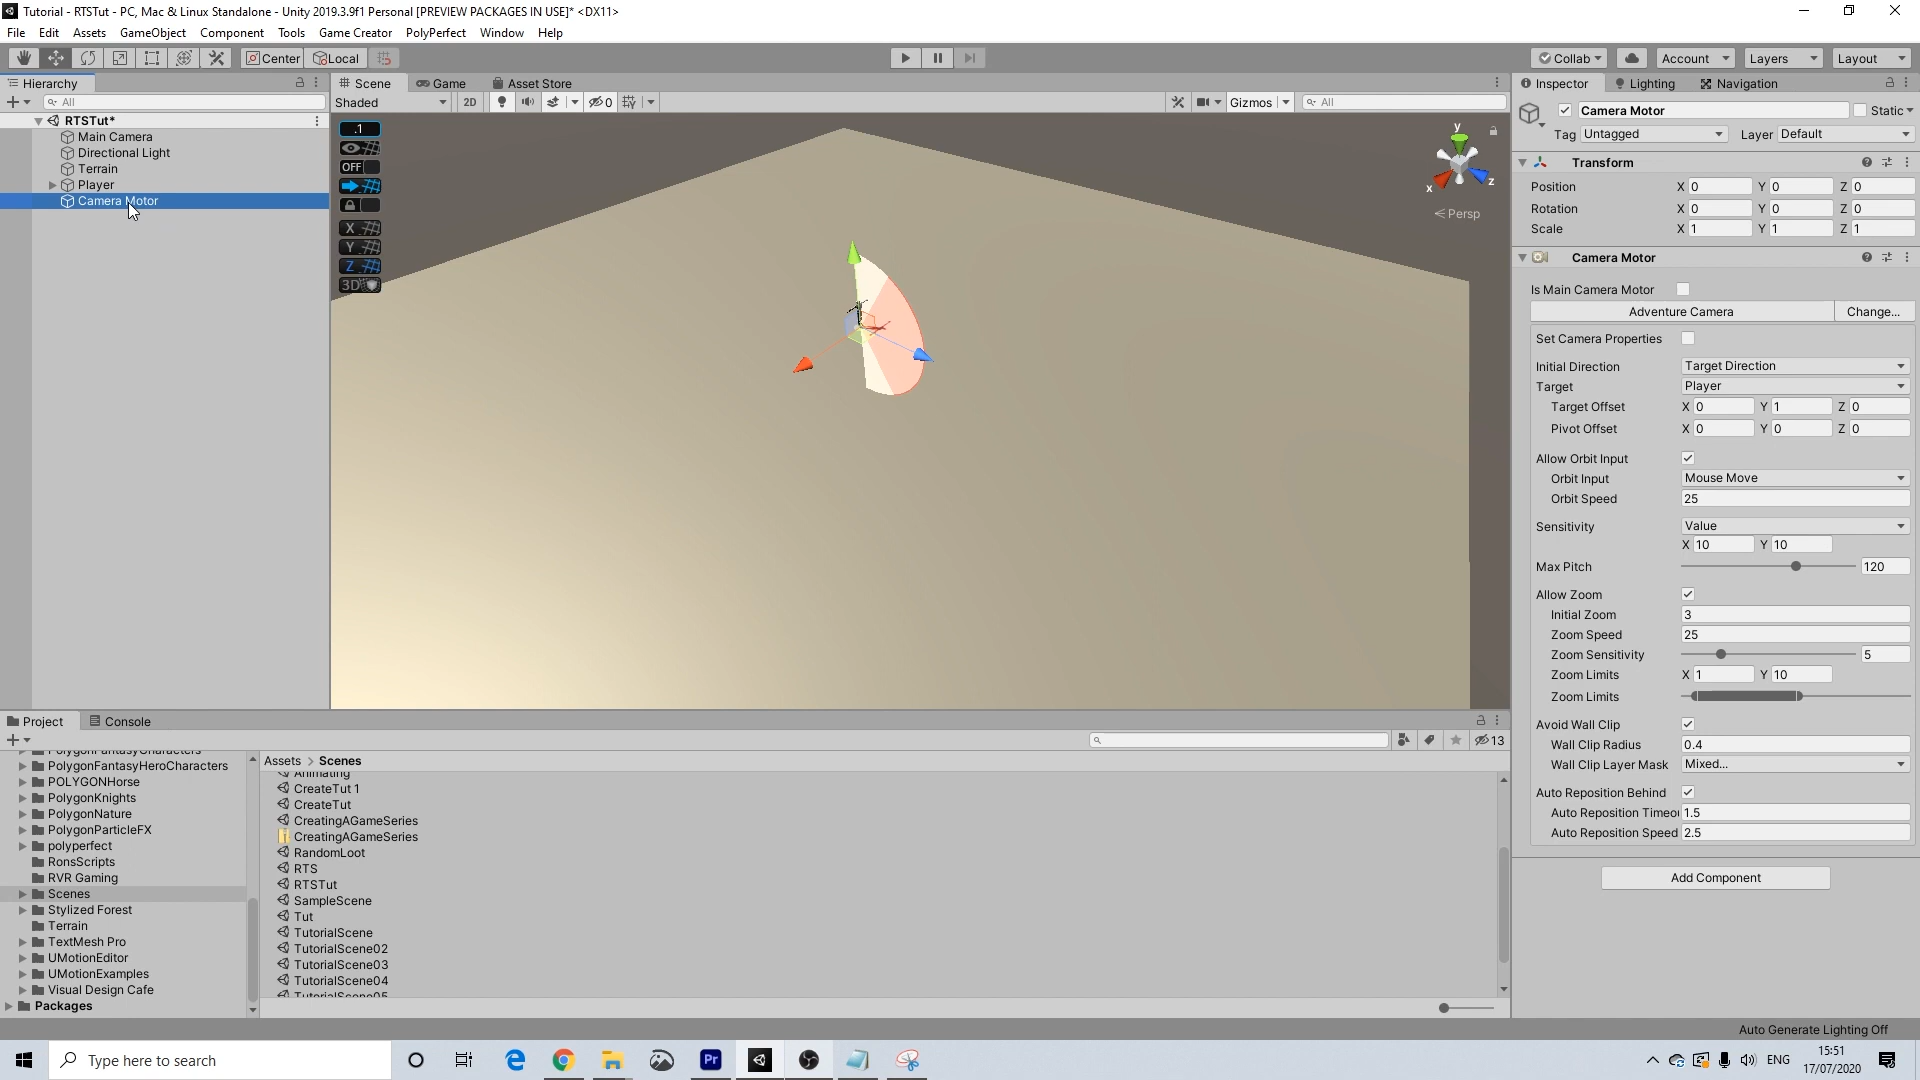 Tutorial - RTSTut - PC, Mac & Linux Standalone - Unity 2019.3.9f1 Personal [PREVIEW PACKAGES IN USE]* <DX11>
File Edit Assets GameObject Component Tools Game Creator PolyPerfect Window Help
Center Local Collab Account Layers Layout
Hierarchy Scene Game Asset Store Inspector Lighting Navigation
All Shaded 2D 0 Gizmos All
Camera Motor Static
Tag Untagged Layer Default
RTSTut*
Main Camera
Directional Light
Terrain
Player
Camera Motor
.1
OFF
X
Y
Z
3D
y
x z
Persp
Transform
Position X 0 Y 0 Z 0
Rotation X 0 Y 0 Z 0
Scale X 1 Y 1 Z 1
Camera Motor
Is Main Camera Motor
Adventure Camera Change...
Set Camera Properties
Initial Direction Target Direction
Target Player
Target Offset X 0 Y 1 Z 0
Pivot Offset X 0 Y 0 Z 0
Allow Orbit Input
Orbit Input Mouse Move
Orbit Speed 25
Sensitivity Value
X 10 Y 10
Max Pitch 120
Allow Zoom
Initial Zoom 3
Zoom Speed 25
Zoom Sensitivity 5
Zoom Limits X 1 Y 10
Zoom Limits
Avoid Wall Clip
Wall Clip Radius 0.4
Wall Clip Layer Mask Mixed...
Auto Reposition Behind
Auto Reposition Timeou 1.5
Auto Reposition Speed 2.5
Add Component
Project Console
13
PolygonFantasyCharacters
PolygonFantasyHeroCharacters
POLYGONHorse
PolygonKnights
PolygonNature
PolygonParticleFX
polyperfect
RonsScripts
RVR Gaming
Scenes
Stylized Forest
Terrain
TextMesh Pro
UMotionEditor
UMotionExamples
Visual Design Cafe
Packages
Assets > Scenes
Animating
CreateTut 1
CreateTut
CreatingAGameSeries
CreatingAGameSeries
RandomLoot
RTS
RTSTut
SampleScene
Tut
TutorialScene
TutorialScene02
TutorialScene03
TutorialScene04
TutorialScene05
Auto Generate Lighting Off
Type here to search
Pr
ENG
15:51
17/07/2020